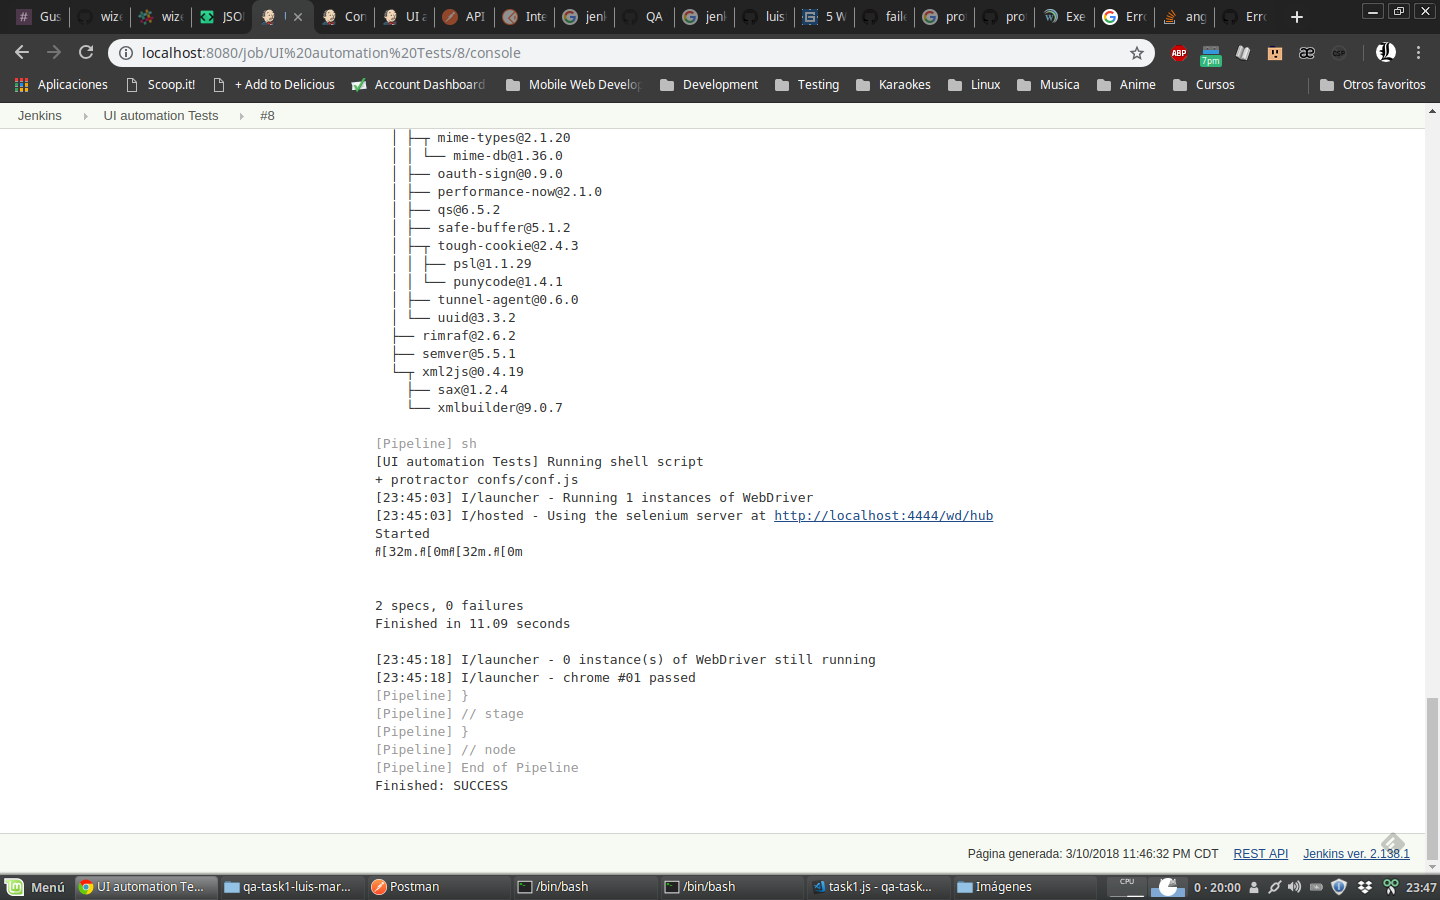 Gus
wize
wize
JSO
U
Con
UI a
API
Inte
jenk
QA
jenk
luis
5 W
faile
pro
prot
Exe
Erro
ang
Erro
localhost:8080/job/UI%20automation%20Tests/8/console
ABP
7pm
æ
Aplicaciones
Scoop.it!
+ Add to Delicious
Account Dashboard
Mobile Web Develop
Development
Testing
Karaokes
Linux
Musica
Anime
Cursos
Otros favoritos
Jenkins
UI automation Tests
#8
│ ├─┬ mime-types@2.1.20
│ │ └── mime-db@1.36.0
│ ├── oauth-sign@0.9.0
│ ├── performance-now@2.1.0
│ ├── qs@6.5.2
│ ├── safe-buffer@5.1.2
│ ├─┬ tough-cookie@2.4.3
│ │ ├── psl@1.1.29
│ │ └── punycode@1.4.1
│ ├── tunnel-agent@0.6.0
│ └── uuid@3.3.2
├── rimraf@2.6.2
├── semver@5.5.1
└─┬ xml2js@0.4.19
  ├── sax@1.2.4
  └── xmlbuilder@9.0.7
[Pipeline] sh
[UI automation Tests] Running shell script
+ protractor confs/conf.js
[23:45:03] I/launcher - Running 1 instances of WebDriver
[23:45:03] I/hosted - Using the selenium server at http://localhost:4444/wd/hub
Started
[32m.[0m[32m.[0m
2 specs, 0 failures
Finished in 11.09 seconds
[23:45:18] I/launcher - 0 instance(s) of WebDriver still running
[23:45:18] I/launcher - chrome #01 passed
[Pipeline] }
[Pipeline] // stage
[Pipeline] }
[Pipeline] // node
[Pipeline] End of Pipeline
Finished: SUCCESS
Página generada: 3/10/2018 11:46:32 PM CDT
REST API
Jenkins ver. 2.138.1
Menú
UI automation Te...
qa-task1-luis-mar...
Postman
/bin/bash
/bin/bash
task1.js - qa-task...
Imágenes
CPU
0 · 20:00
23:47